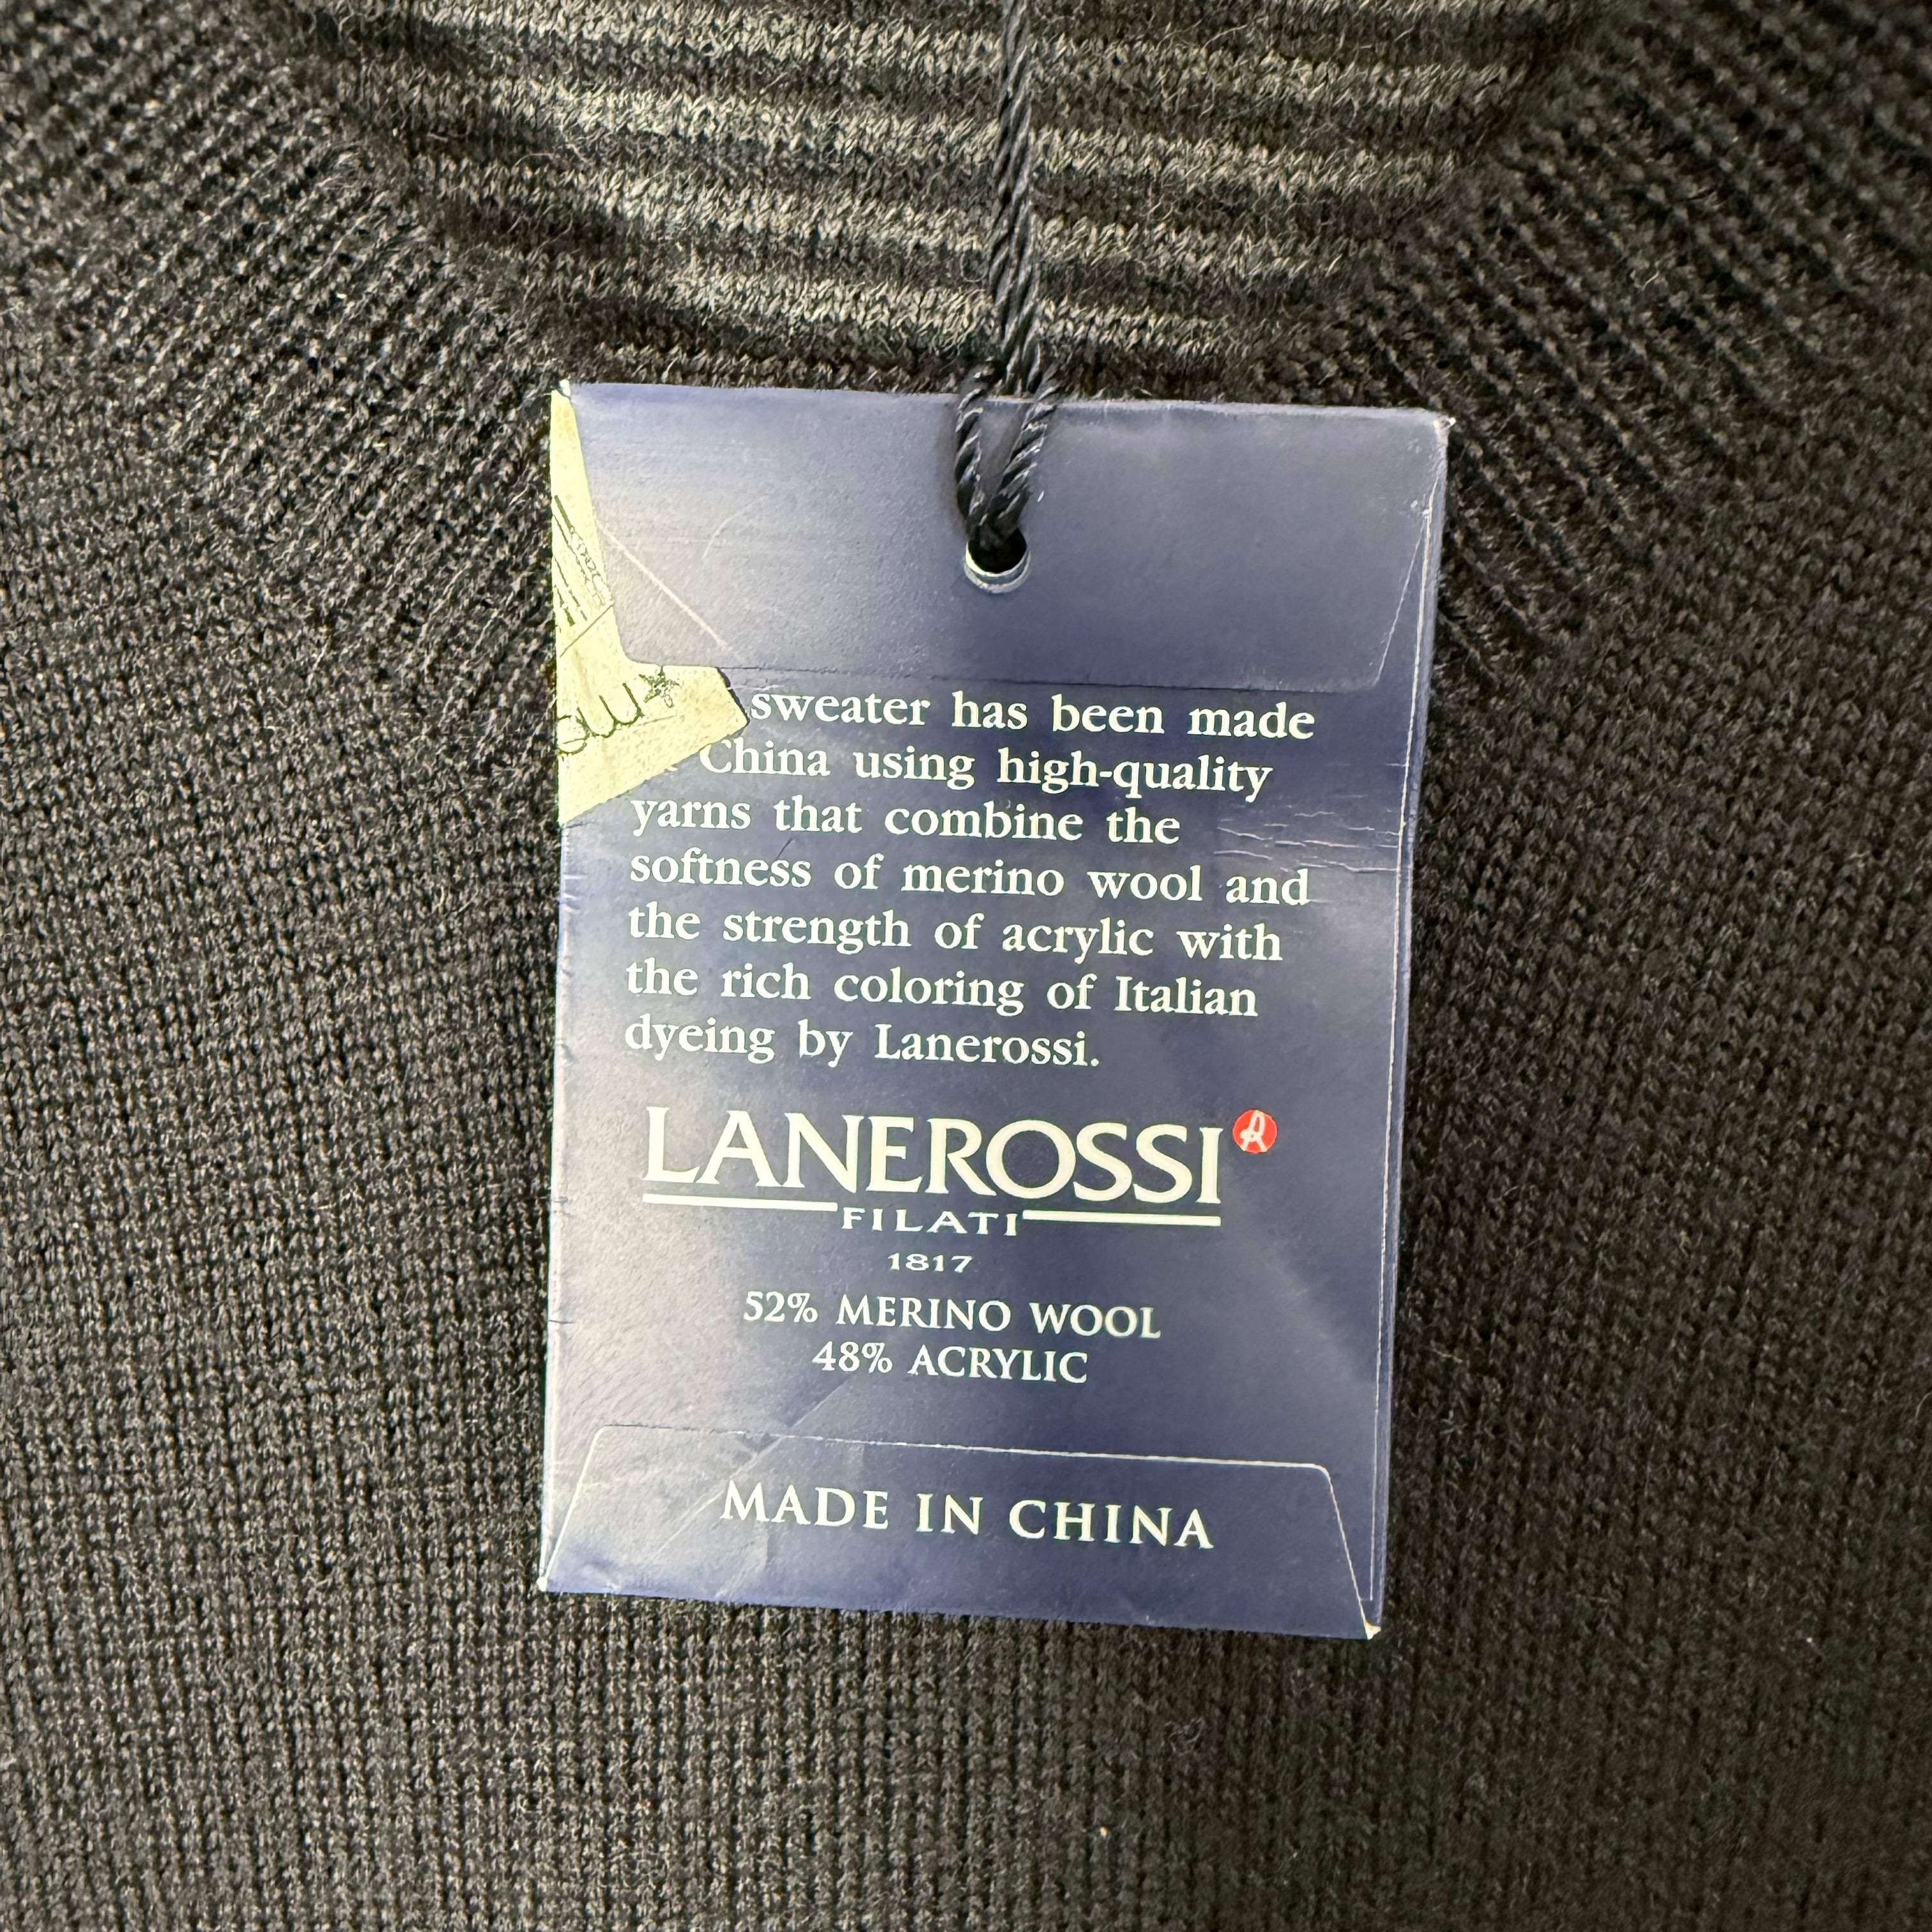 sweater has been made
China using high-quality
yarns that combine the
softness of merino wool and
the strength of acrylic with
the rich coloring of Italian
dyeing by Lanerossi.
LANEROSSI
FILATI
1817
52% MERINO WOOL
48% ACRYLIC
MADE IN CHINA